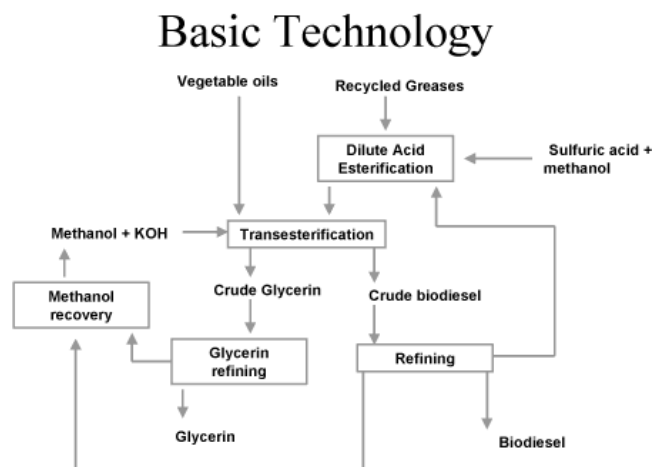 Basic Technology
Vegetable oils
Recycled Greases
Dilute Acid
Esterification
Sulfuric acid +
methanol
Methanol + KOH
Transesterification
Crude Glycerin
Crude biodiesel
Methanol
recovery
Glycerin
refining
Refining
Glycerin
Biodiesel